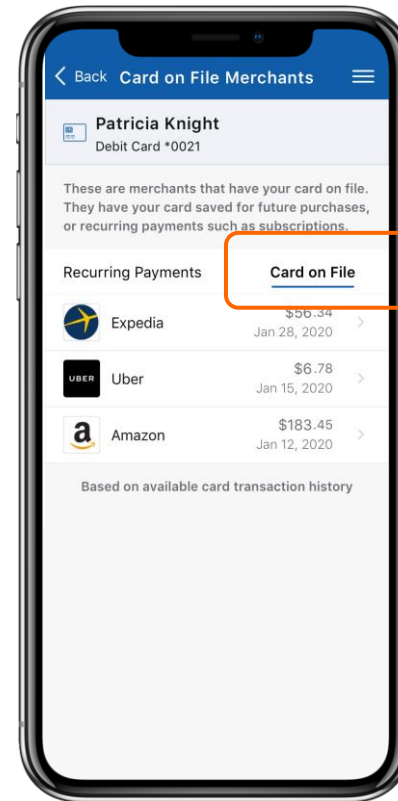 Back Card on File Merchants
Patricia Knight
Debit Card *0021
These are merchants that have your card on file.
They have your card saved for future purchases,
or recurring payments such as subscriptions.
Recurring Payments Card on File
Expedia $56.34
Jan 28, 2020
UBER Uber $6.78
Jan 15, 2020
a Amazon $183.45
Jan 12, 2020
Based on available card transaction history